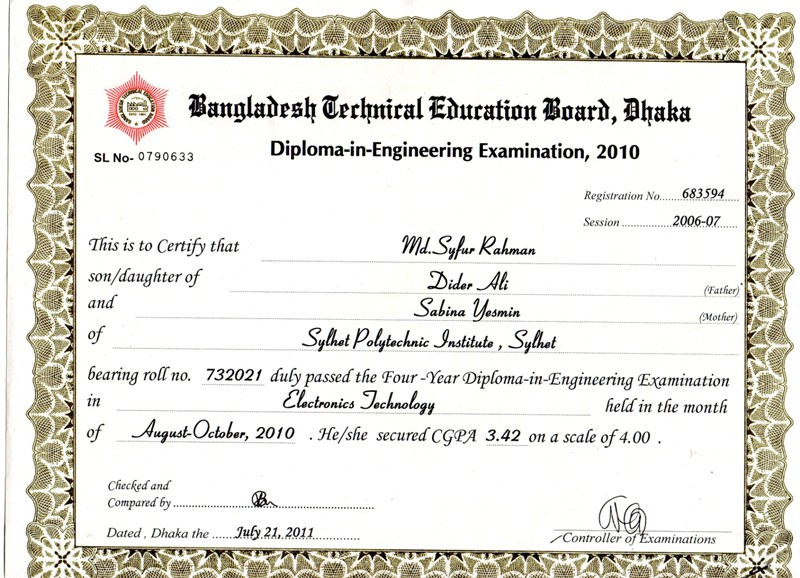 Bangladesh Technical Education Board, Dhaka
SL No- 0790633
Diploma-in-Engineering Examination, 2010
Registration No......683594
Session ...............2006-07
This is to Certify that Md.Syfur Rahman
son/daughter of Dider Ali (Father)
and Sabina Yesmin (Mother)
of Sylhet Polytechnic Institute , Sylhet
bearing roll no. 732021 duly passed the Four -Year Diploma-in-Engineering Examination
in Electronics Technology held in the month
of August-October, 2010 . He/she secured CGPA 3.42 on a scale of 4.00 .
Checked and
Compared by
Dated , Dhaka the ..... July 21, 2011
Controller of Examinations